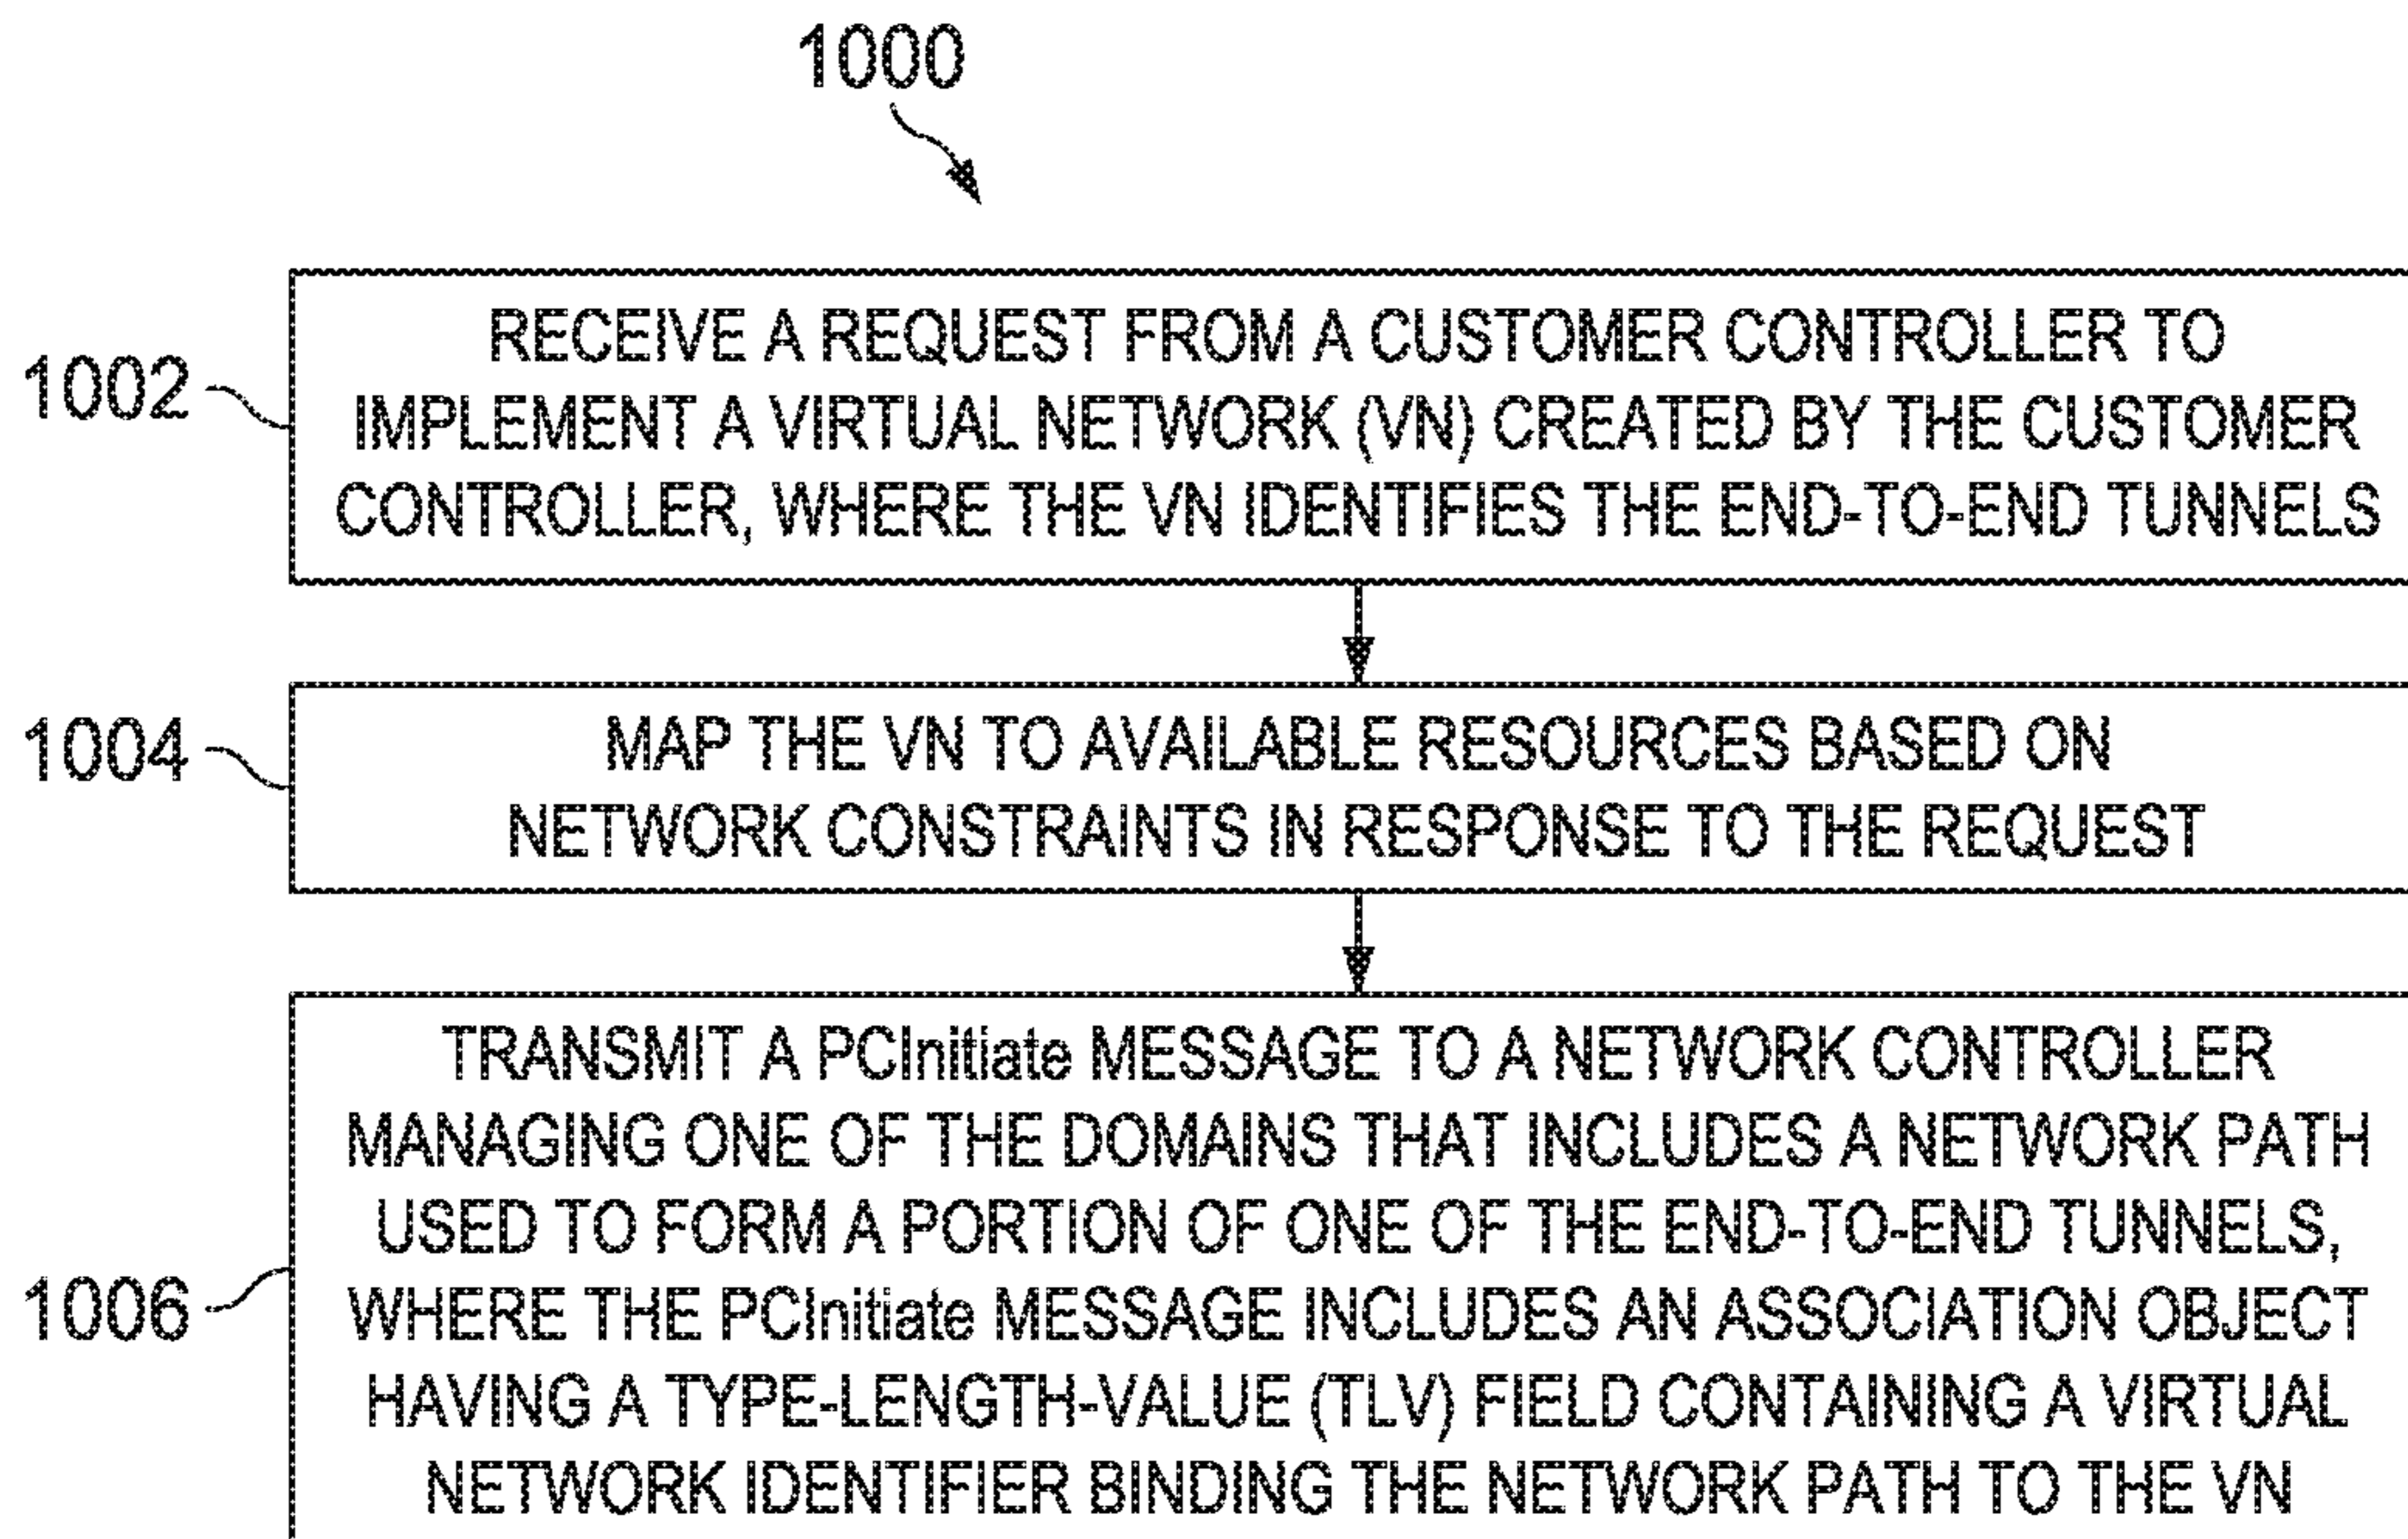 1000
1002
RECEIVE A REQUEST FROM A CUSTOMER CONTROLLER TO
IMPLEMENT A VIRTUAL NETWORK (VN) CREATED BY THE CUSTOMER
CONTROLLER, WHERE THE VN IDENTIFIES THE END-TO-END TUNNELS
1004
MAP THE VN TO AVAILABLE RESOURCES BASED ON
NETWORK CONSTRAINTS IN RESPONSE TO THE REQUEST
1006
TRANSMIT A PCInitiate MESSAGE TO A NETWORK CONTROLLER
MANAGING ONE OF THE DOMAINS THAT INCLUDES A NETWORK PATH
USED TO FORM A PORTION OF ONE OF THE END-TO-END TUNNELS,
WHERE THE PCInitiate MESSAGE INCLUDES AN ASSOCIATION OBJECT
HAVING A TYPE-LENGTH-VALUE (TLV) FIELD CONTAINING A VIRTUAL
NETWORK IDENTIFIER BINDING THE NETWORK PATH TO THE VN